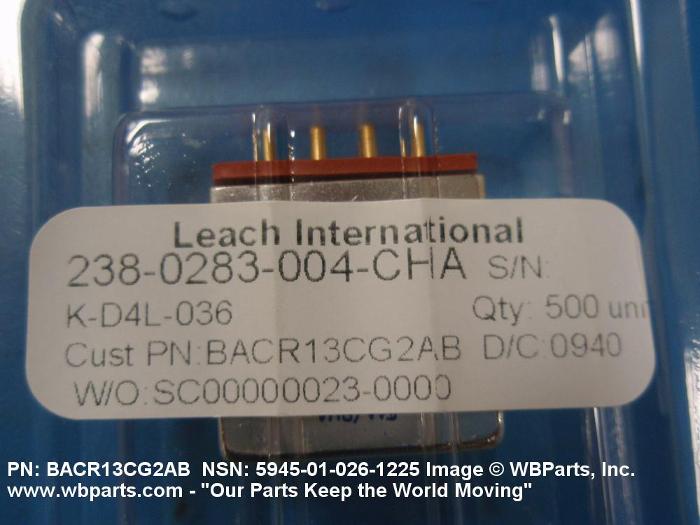 Leach International
238-0283-004-CHA S/N:
K-D4L-036 Qty: 500
Cust PN:BACR13CG2AB D/C:0940
W/O:SC00000023-0000
PN: BACR13CG2AB NSN: 5945-01-026-1225 Image © WBParts, Inc.
www.wbparts.com - "Our Parts Keep the World Moving"